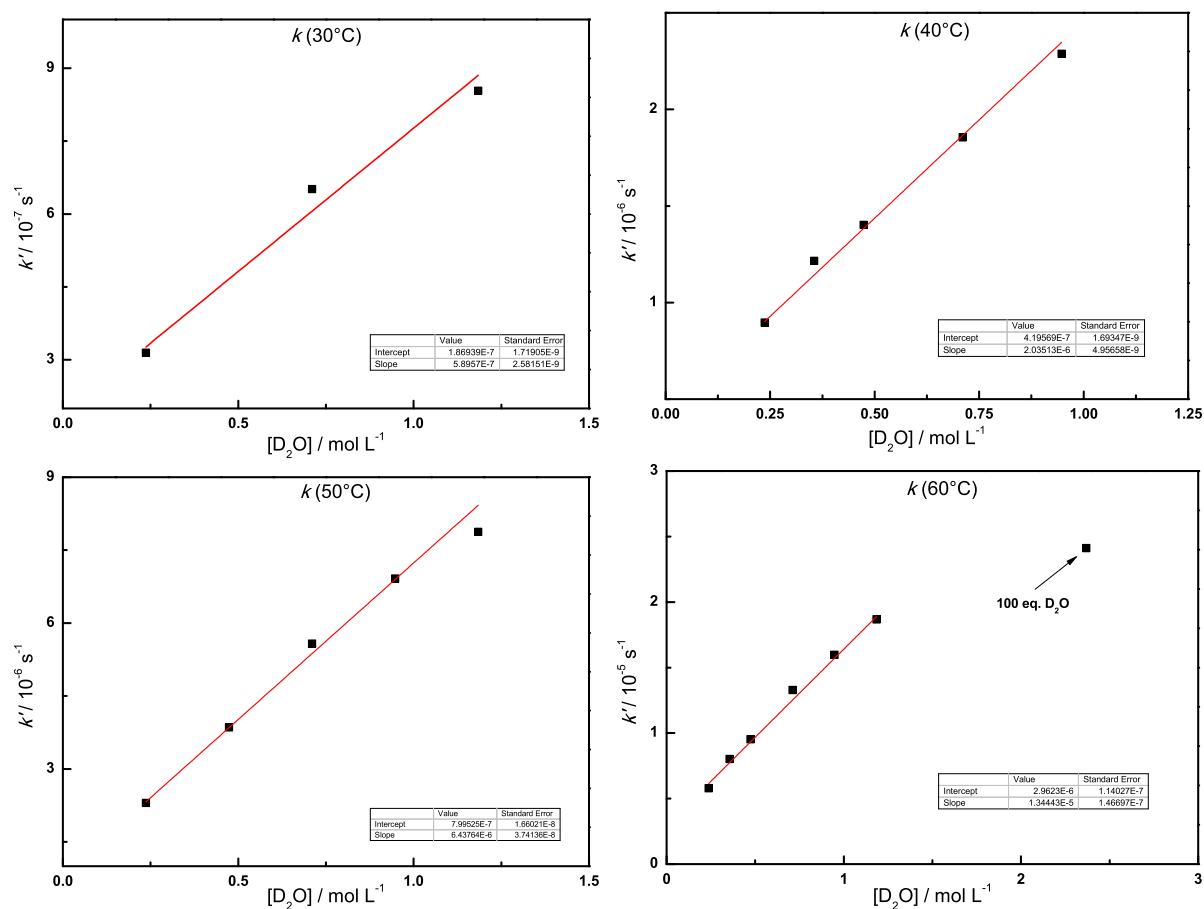 k (30°C)
9
6
3
k′ / 10⁻⁷ s⁻¹
Value Standard Error
Intercept 1.86939E-7 1.71905E-9
Slope 5.8957E-7 2.58151E-9
0.0 0.5 1.0 1.5
[D₂O] / mol L⁻¹
k (40°C)
2
1
k′ / 10⁻⁶ s⁻¹
Value Standard Error
Intercept 4.19569E-7 1.69347E-9
Slope 2.03513E-6 4.95658E-9
0.00 0.25 0.50 0.75 1.00 1.25
[D₂O] / mol L⁻¹
k (50°C)
9
6
3
k′ / 10⁻⁶ s⁻¹
Value Standard Error
Intercept 7.99525E-7 1.66021E-8
Slope 6.43764E-6 3.74136E-8
0.0 0.5 1.0 1.5
[D₂O] / mol L⁻¹
k (60°C)
3
2
1
0
k′ / 10⁻⁵ s⁻¹
100 eq. D₂O
Value Standard Error
Intercept 2.9623E-6 1.14027E-7
Slope 1.34443E-5 1.46697E-7
0 1 2 3
[D₂O] / mol L⁻¹